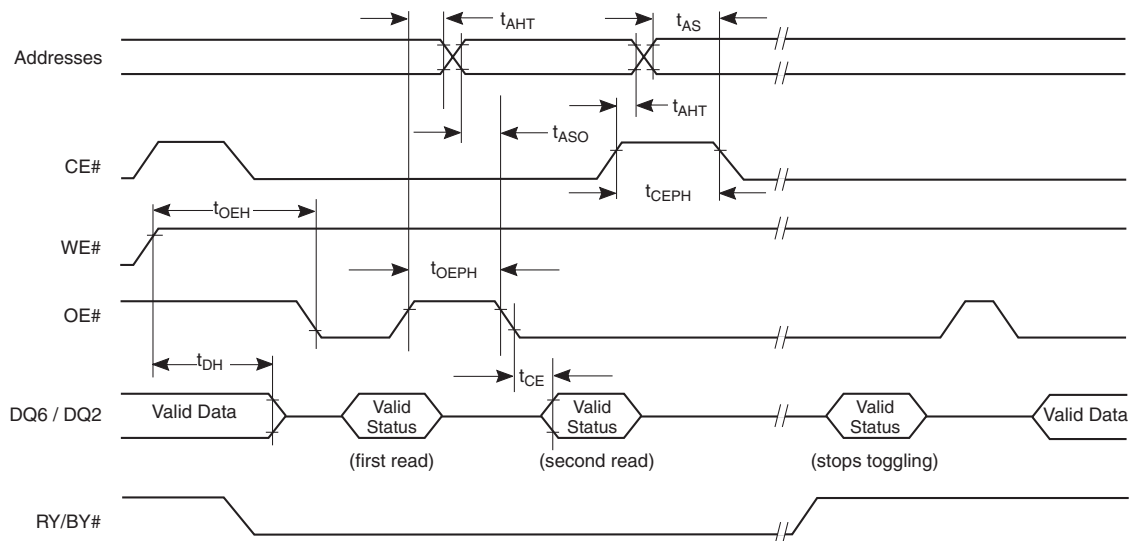 tAHT
tAS
Addresses
tAHT
tASO
CE#
tCEPH
tOEH
WE#
tOEPH
OE#
tDH
tCE
DQ6 / DQ2
Valid Data
Valid
Status
Valid
Status
Valid
Status
Valid Data
(first read)
(second read)
(stops toggling)
RY/BY#